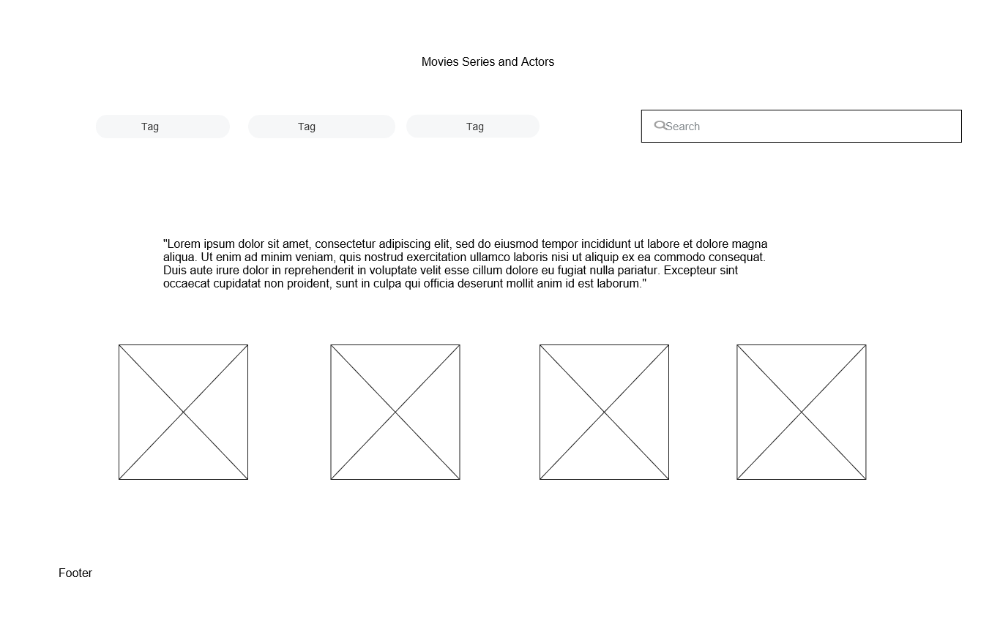 Movies Series and Actors
Tag
Tag
Tag
Search
"Lorem ipsum dolor sit amet, consectetur adipiscing elit, sed do eiusmod tempor incididunt ut labore et dolore magna
aliqua. Ut enim ad minim veniam, quis nostrud exercitation ullamco laboris nisi ut aliquip ex ea commodo consequat.
Duis aute irure dolor in reprehenderit in voluptate velit esse cillum dolore eu fugiat nulla pariatur. Excepteur sint
occaecat cupidatat non proident, sunt in culpa qui officia deserunt mollit anim id est laborum."
Footer